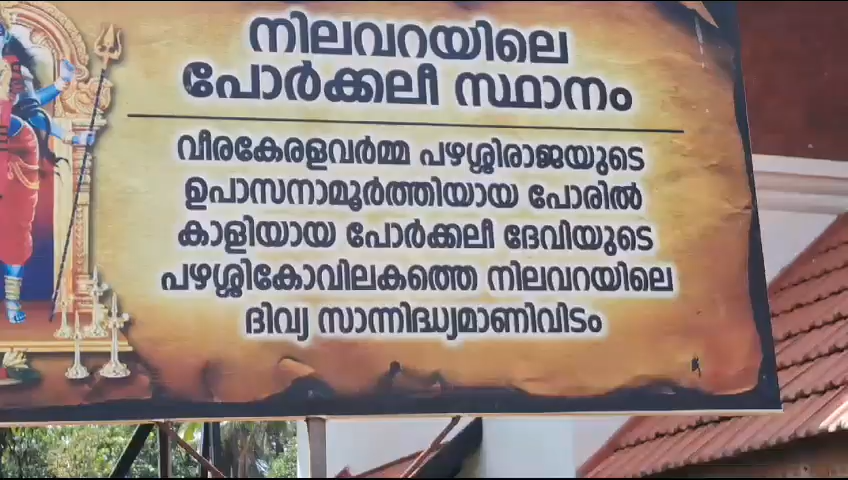 നിലവറയിലെ
പോർക്കലീ സ്ഥാനം
വീരകേരളവർമ്മ പഴശ്ശിരാജയുടെ
ഉപാസനാമൂർത്തിയായ പോരിൽ
കാളിയായ പോർക്കലീ ദേവിയുടെ
പഴശ്ശികോവിലകത്തെ നിലവറയിലെ
ദിവ്യ സാന്നിദ്ധ്യമാണിവിടം